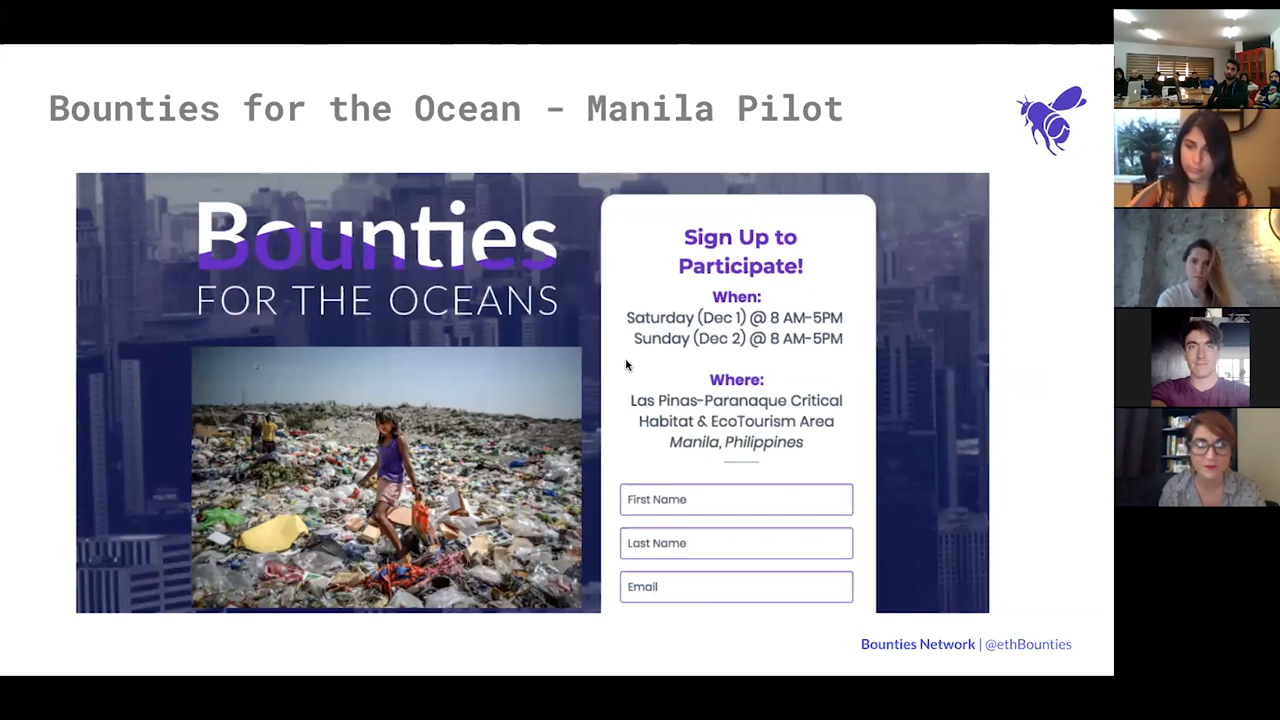 Bounties for the Ocean - Manila Pilot
Bounties
FOR THE OCEANS
Sign Up to
Participate!
When:
Saturday (Dec 1) @ 8 AM-5PM
Sunday (Dec 2) @ 8 AM-5PM
Where:
Las Pinas-Paranaque Critical
Habitat & EcoTourism Area
Manila, Philippines
First Name
Last Name
Email
Bounties Network | @ethBounties